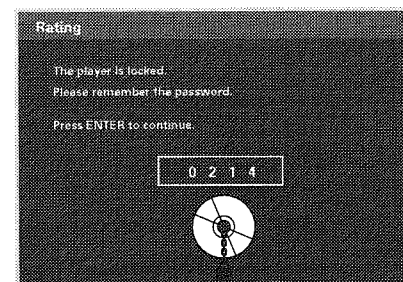 Rating
The player is locked.
Please remember the password.
Press ENTER to continue.
0 2 1 4